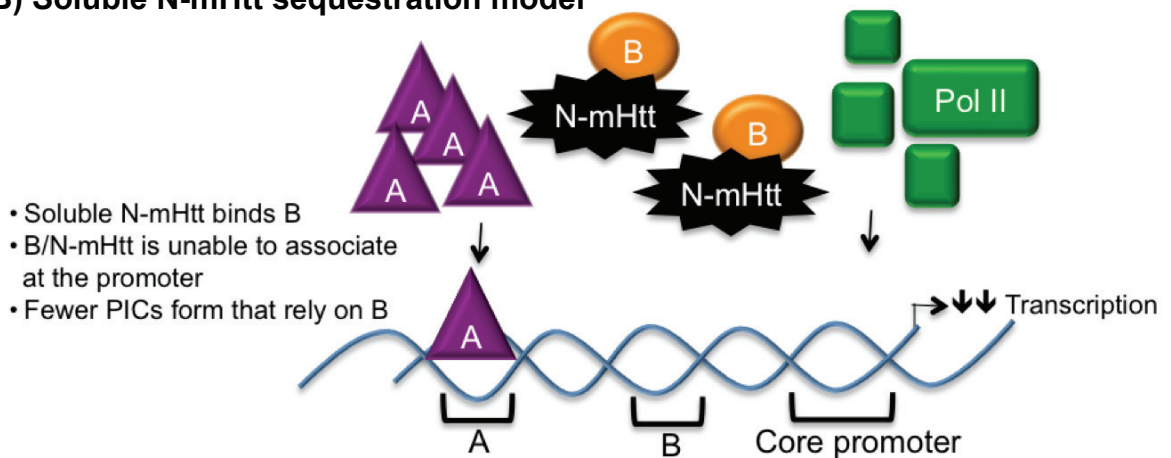 B) Soluble N-mHtt sequestration model
B
N-mHtt
B
N-mHtt
Pol II
A
A
A
A
• Soluble N-mHtt binds B
• B/N-mHtt is unable to associate
at the promoter
• Fewer PICs form that rely on B
A
Transcription
A
B
Core promoter